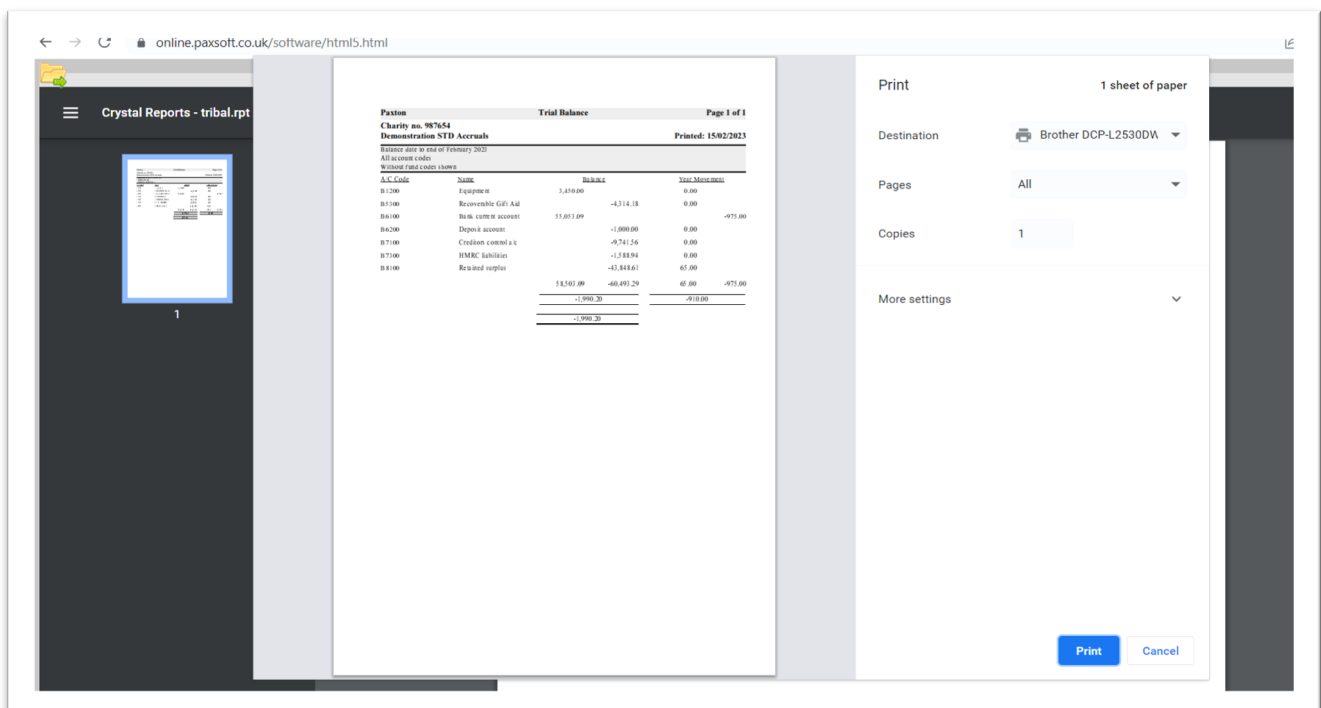 online.paxsoft.co.uk/software/html5.html
Crystal Reports - tribal.rpt
1
Paxton Trial Balance Page 1 of 1
Charity no. 987654
Demonstration STD Accruals Printed: 15/02/2023
Balance date to end of February 2023
All account codes
Without fund codes shown
A/C Code Name Balance Year Movement
B1200 Equipment 3,450.00 0.00
B5300 Recoverable Gift Aid -4,314.18 0.00
B6100 Bank current account 55,053.09 -975.00
B6200 Deposit account -1,000.00 0.00
B7100 Creditors control a/c -9,741.56 0.00
B7300 HMRC liabilities -1,588.94 0.00
B8100 Retained surplus -43,848.61 65.00
58,503.09 -60,493.29 65.00 -975.00
-1,990.20 -910.00
-1,990.20
Print 1 sheet of paper
Destination Brother DCP-L2530DW
Pages All
Copies 1
More settings
Print Cancel